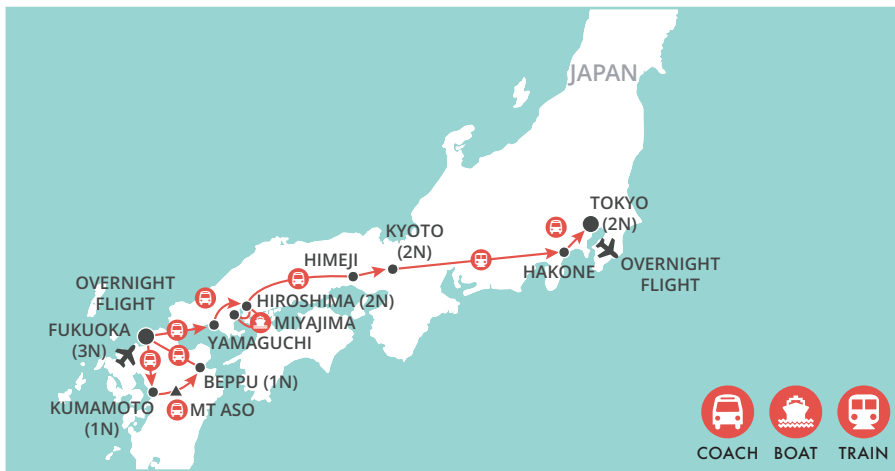 JAPAN
TOKYO
(2N)
KYOTO
(2N)
HIMEJI
HAKONE
OVERNIGHT
FLIGHT
OVERNIGHT
FLIGHT
HIROSHIMA (2N)
MIYAJIMA
FUKUOKA
(3N)
YAMAGUCHI
BEPPU (1N)
KUMAMOTO
(1N)
MT ASO
COACH BOAT TRAIN